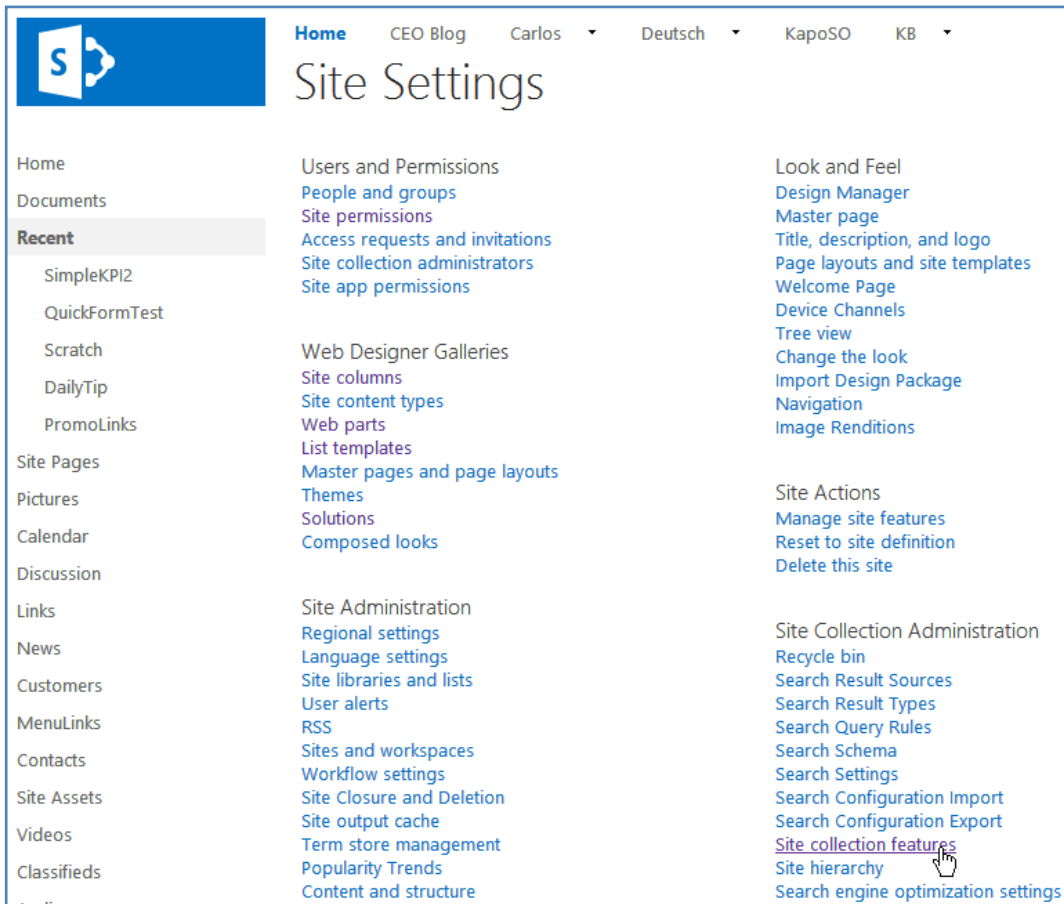 S
Home CEO Blog Carlos Deutsch KapoSO KB
Site Settings
Home
Documents
Recent
SimpleKPI2
QuickFormTest
Scratch
DailyTip
PromoLinks
Site Pages
Pictures
Calendar
Discussion
Links
News
Customers
MenuLinks
Contacts
Site Assets
Videos
Classifieds
Users and Permissions
People and groups
Site permissions
Access requests and invitations
Site collection administrators
Site app permissions
Web Designer Galleries
Site columns
Site content types
Web parts
List templates
Master pages and page layouts
Themes
Solutions
Composed looks
Site Administration
Regional settings
Language settings
Site libraries and lists
User alerts
RSS
Sites and workspaces
Workflow settings
Site Closure and Deletion
Site output cache
Term store management
Popularity Trends
Content and structure
Look and Feel
Design Manager
Master page
Title, description, and logo
Page layouts and site templates
Welcome Page
Device Channels
Tree view
Change the look
Import Design Package
Navigation
Image Renditions
Site Actions
Manage site features
Reset to site definition
Delete this site
Site Collection Administration
Recycle bin
Search Result Sources
Search Result Types
Search Query Rules
Search Schema
Search Settings
Search Configuration Import
Search Configuration Export
Site collection features
Site hierarchy
Search engine optimization settings